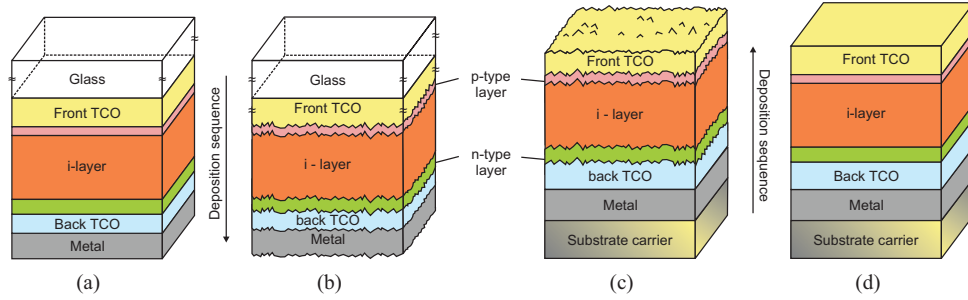 Glass
Front TCO
i-layer
Back TCO
Metal
(a)
Deposition sequence
Glass
Front TCO
i - layer
back TCO
Metal
(b)
p-type
layer
n-type
layer
Front TCO
i - layer
back TCO
Metal
Substrate carrier
(c)
Deposition sequence
Front TCO
i-layer
Back TCO
Metal
Substrate carrier
(d)